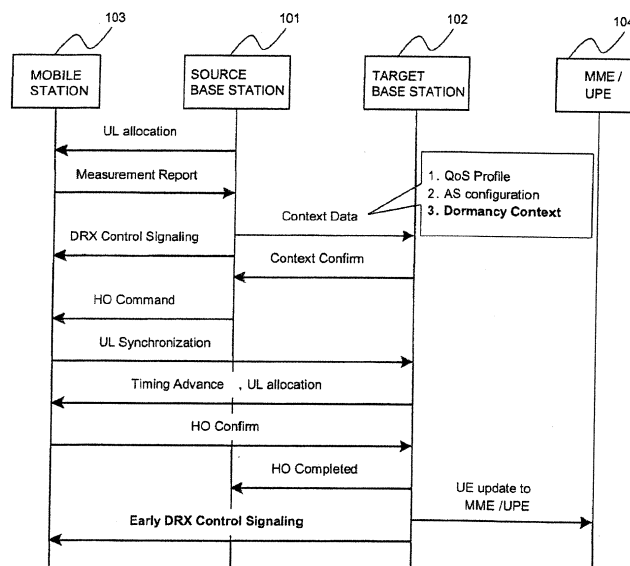 103
101
102
104
MOBILE
STATION
SOURCE
BASE STATION
TARGET
BASE STATION
MME /
UPE
UL allocation
Measurement Report
1. QoS Profile
2. AS configuration
3. Dormancy Context
Context Data
DRX Control Signaling
Context Confirm
HO Command
UL Synchronization
Timing Advance , UL allocation
HO Confirm
HO Completed
UE update to
MME /UPE
Early DRX Control Signaling